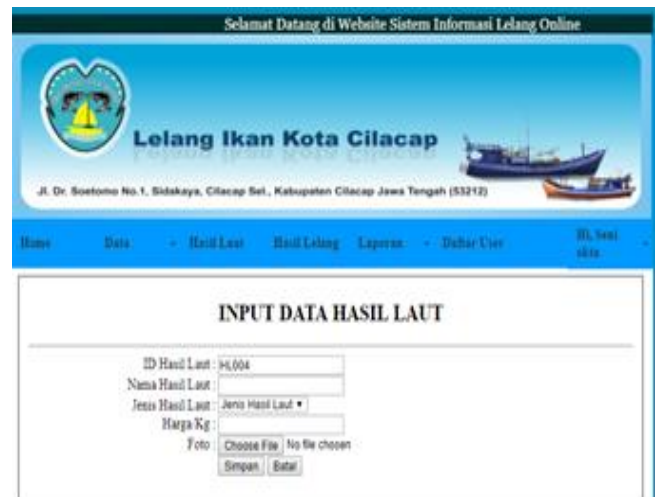 Selamat Datang di Website Sistem Informasi Lelang Online
Lelang Ikan Kota Cilacap
Jl. Dr. Soetomo No.1, Sidakaya, Cilacap Sel., Kabupaten Cilacap Jawa Tengah (53212)
Home Data Hasil Laut Hasil Lelang Laporan Daftar User Hi,
INPUT DATA HASIL LAUT
ID Hasil Laut : HL004
Nama Hasil Laut :
Jenis Hasil Laut : Jenis Hasil Laut
Harga Kg :
Foto : Choose File No file chosen
Simpan Batal